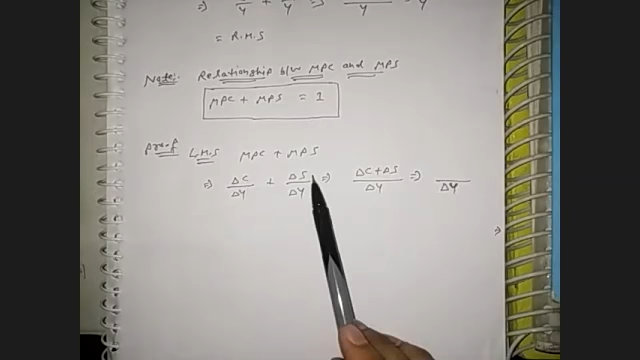 ⇒ /Y + /Y ⇒ /Y = Y
= R.H.S
Note:- Relationship b/w MPC and MPS
MPC + MPS = 1
Proof L.H.S MPC + MPS
⇒ ΔC/ΔY + ΔS/ΔY ⇒ ΔC+ΔS/ΔY ⇒ /ΔY
⇒